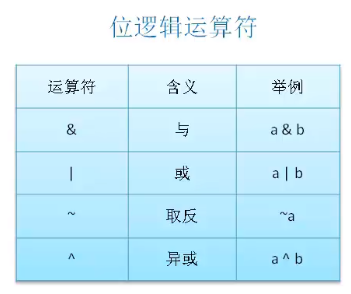 位逻辑运算符
运算符 含义 举例
& 与 a & b
| 或 a | b
~ 取反 ~a
^ 异或 a ^ b